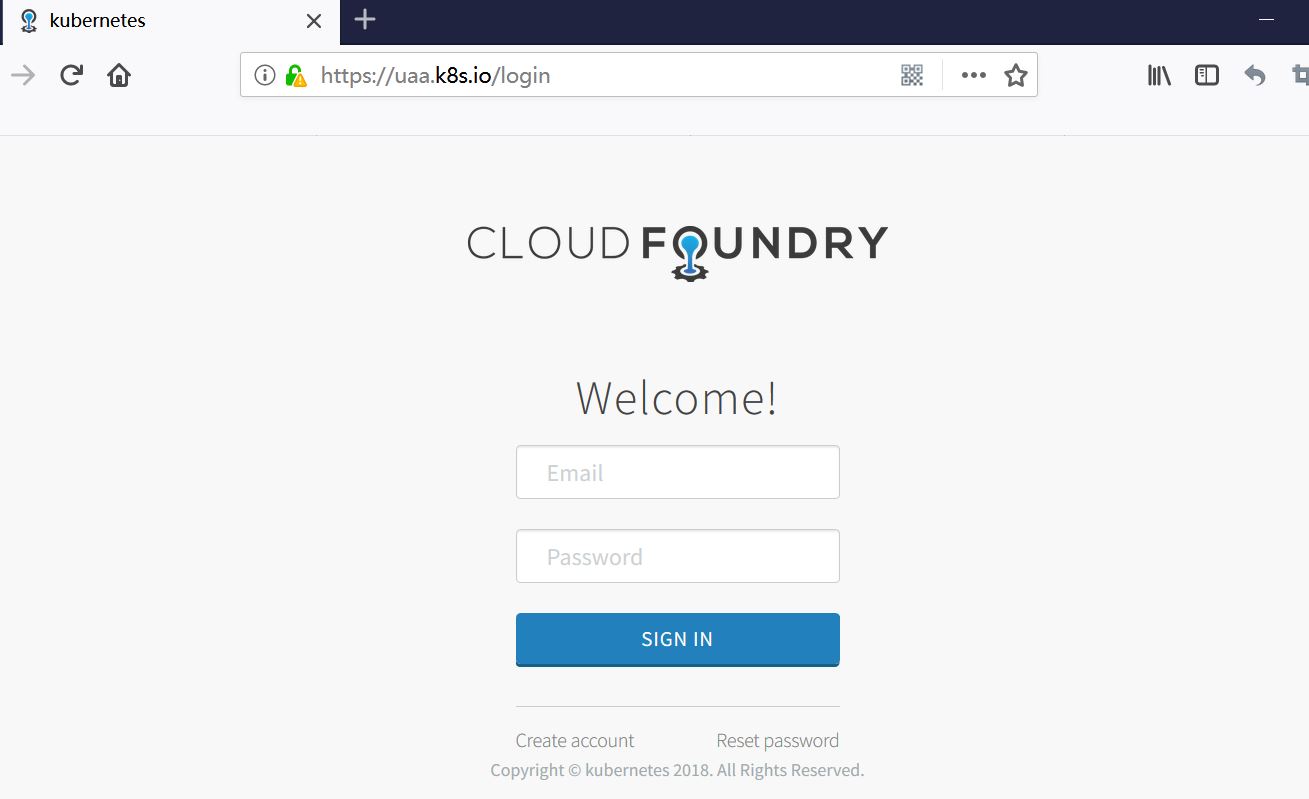 kubernetes
https://uaa.k8s.io/login
CLOUD FOUNDRY
Welcome!
Email
Password
SIGN IN
Create account Reset password
Copyright © kubernetes 2018. All Rights Reserved.